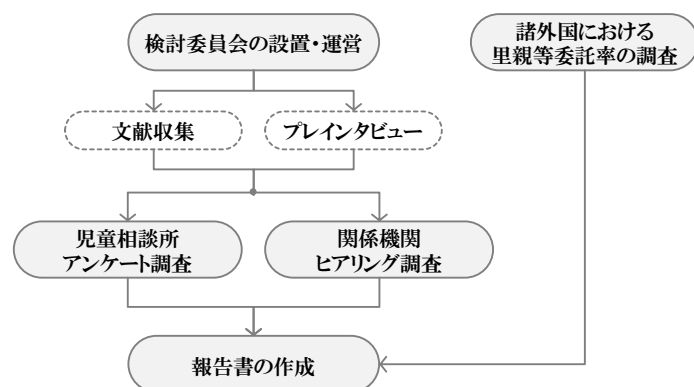 検討委員会の設置・運営
諸外国における
里親等委託率の調査
文献収集
プレインタビュー
児童相談所
アンケート調査
関係機関
ヒアリング調査
報告書の作成